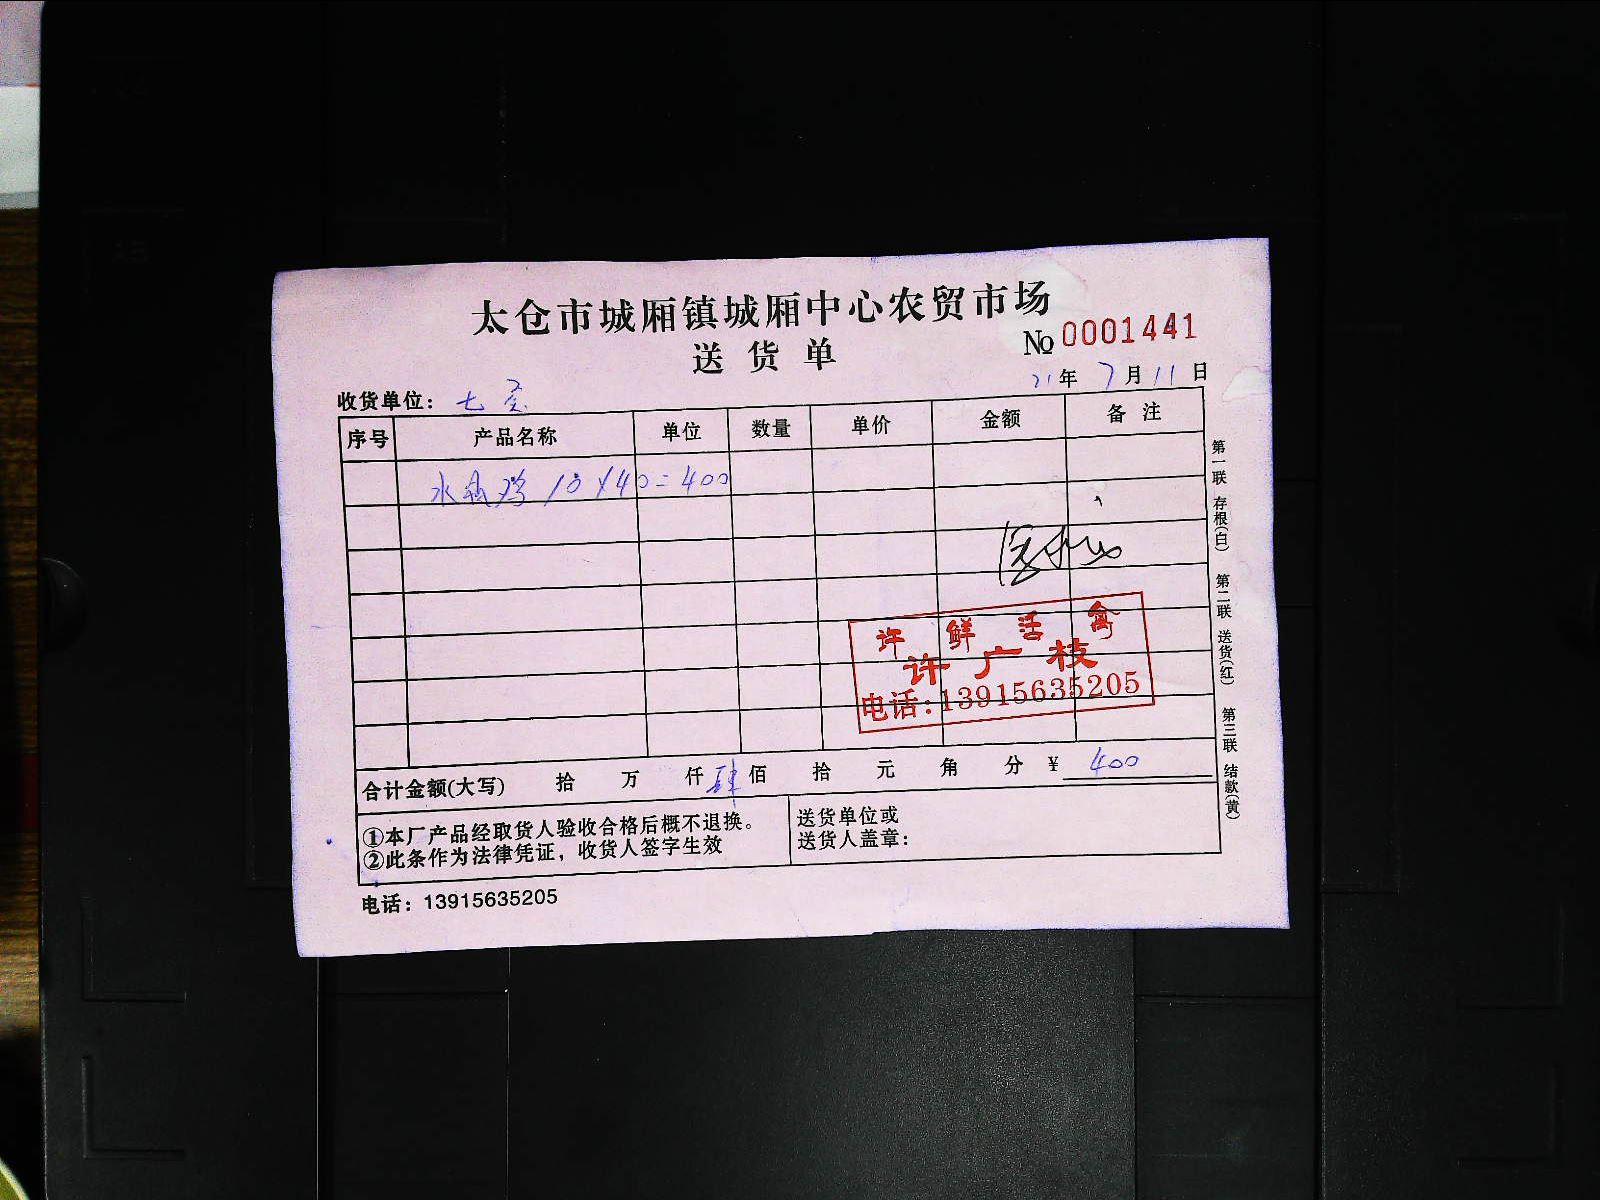 太仓市城厢镇城厢中心农贸市场
送货单
№ 0001441
21年 7月 11日
收货单位：七
序号 产品名称 单位 数量 单价 金额 备注
水 鸡 10×40=400
许鲜活禽
许广枝
电话:13915635205
合计金额(大写) 拾 万 仟 肆佰 拾 元 角 分 ¥ 400
①本厂产品经取货人验收合格后概不退换。
②此条作为法律凭证，收货人签字生效
送货单位或
送货人盖章：
电话：13915635205
第一联 存根(白) 第二联 送货(红) 第三联 结款(黄)